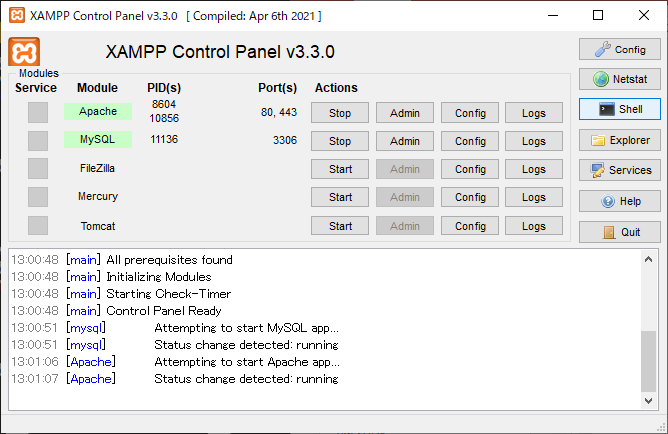 XAMPP Control Panel v3.3.0 [ Compiled: Apr 6th 2021 ]
XAMPP Control Panel v3.3.0
Config
Modules
Service Module PID(s) Port(s) Actions
Netstat
Apache 8604 10856 80, 443 Stop Admin Config Logs
Shell
MySQL 11136 3306 Stop Admin Config Logs
Explorer
FileZilla Start Admin Config Logs
Services
Mercury Start Admin Config Logs
Help
Tomcat Start Admin Config Logs
Quit
13:00:48 [main] All prerequisites found
13:00:48 [main] Initializing Modules
13:00:48 [main] Starting Check-Timer
13:00:48 [main] Control Panel Ready
13:00:51 [mysql] Attempting to start MySQL app...
13:00:51 [mysql] Status change detected: running
13:01:06 [Apache] Attempting to start Apache app...
13:01:07 [Apache] Status change detected: running